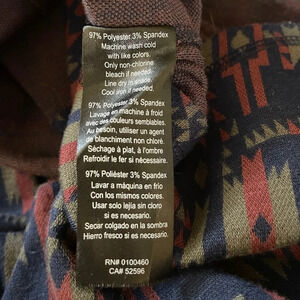 97% Polyester 3% Spandex
Machine wash cold
with like colors.
Only non-chlorine
bleach if needed.
Line dry in shade.
Cool iron if needed.
97% Polyester 3% Spandex
Lavage en machine à froid
avec des couleurs semblables.
Au besoin, utiliser un agent
de blanchiment non chloré.
Séchage à plat, à l'ombre
Refroidir le fer si nécessaire.
97% Poliéster 3% Spandex
Lavar a máquina en frío
Con los mismos colores.
Usar solo lejía sin cloro
si es necesario.
Secar colgado en la sombra
Hierro fresco si es necesario.
RN# 0100460
CA# 52596